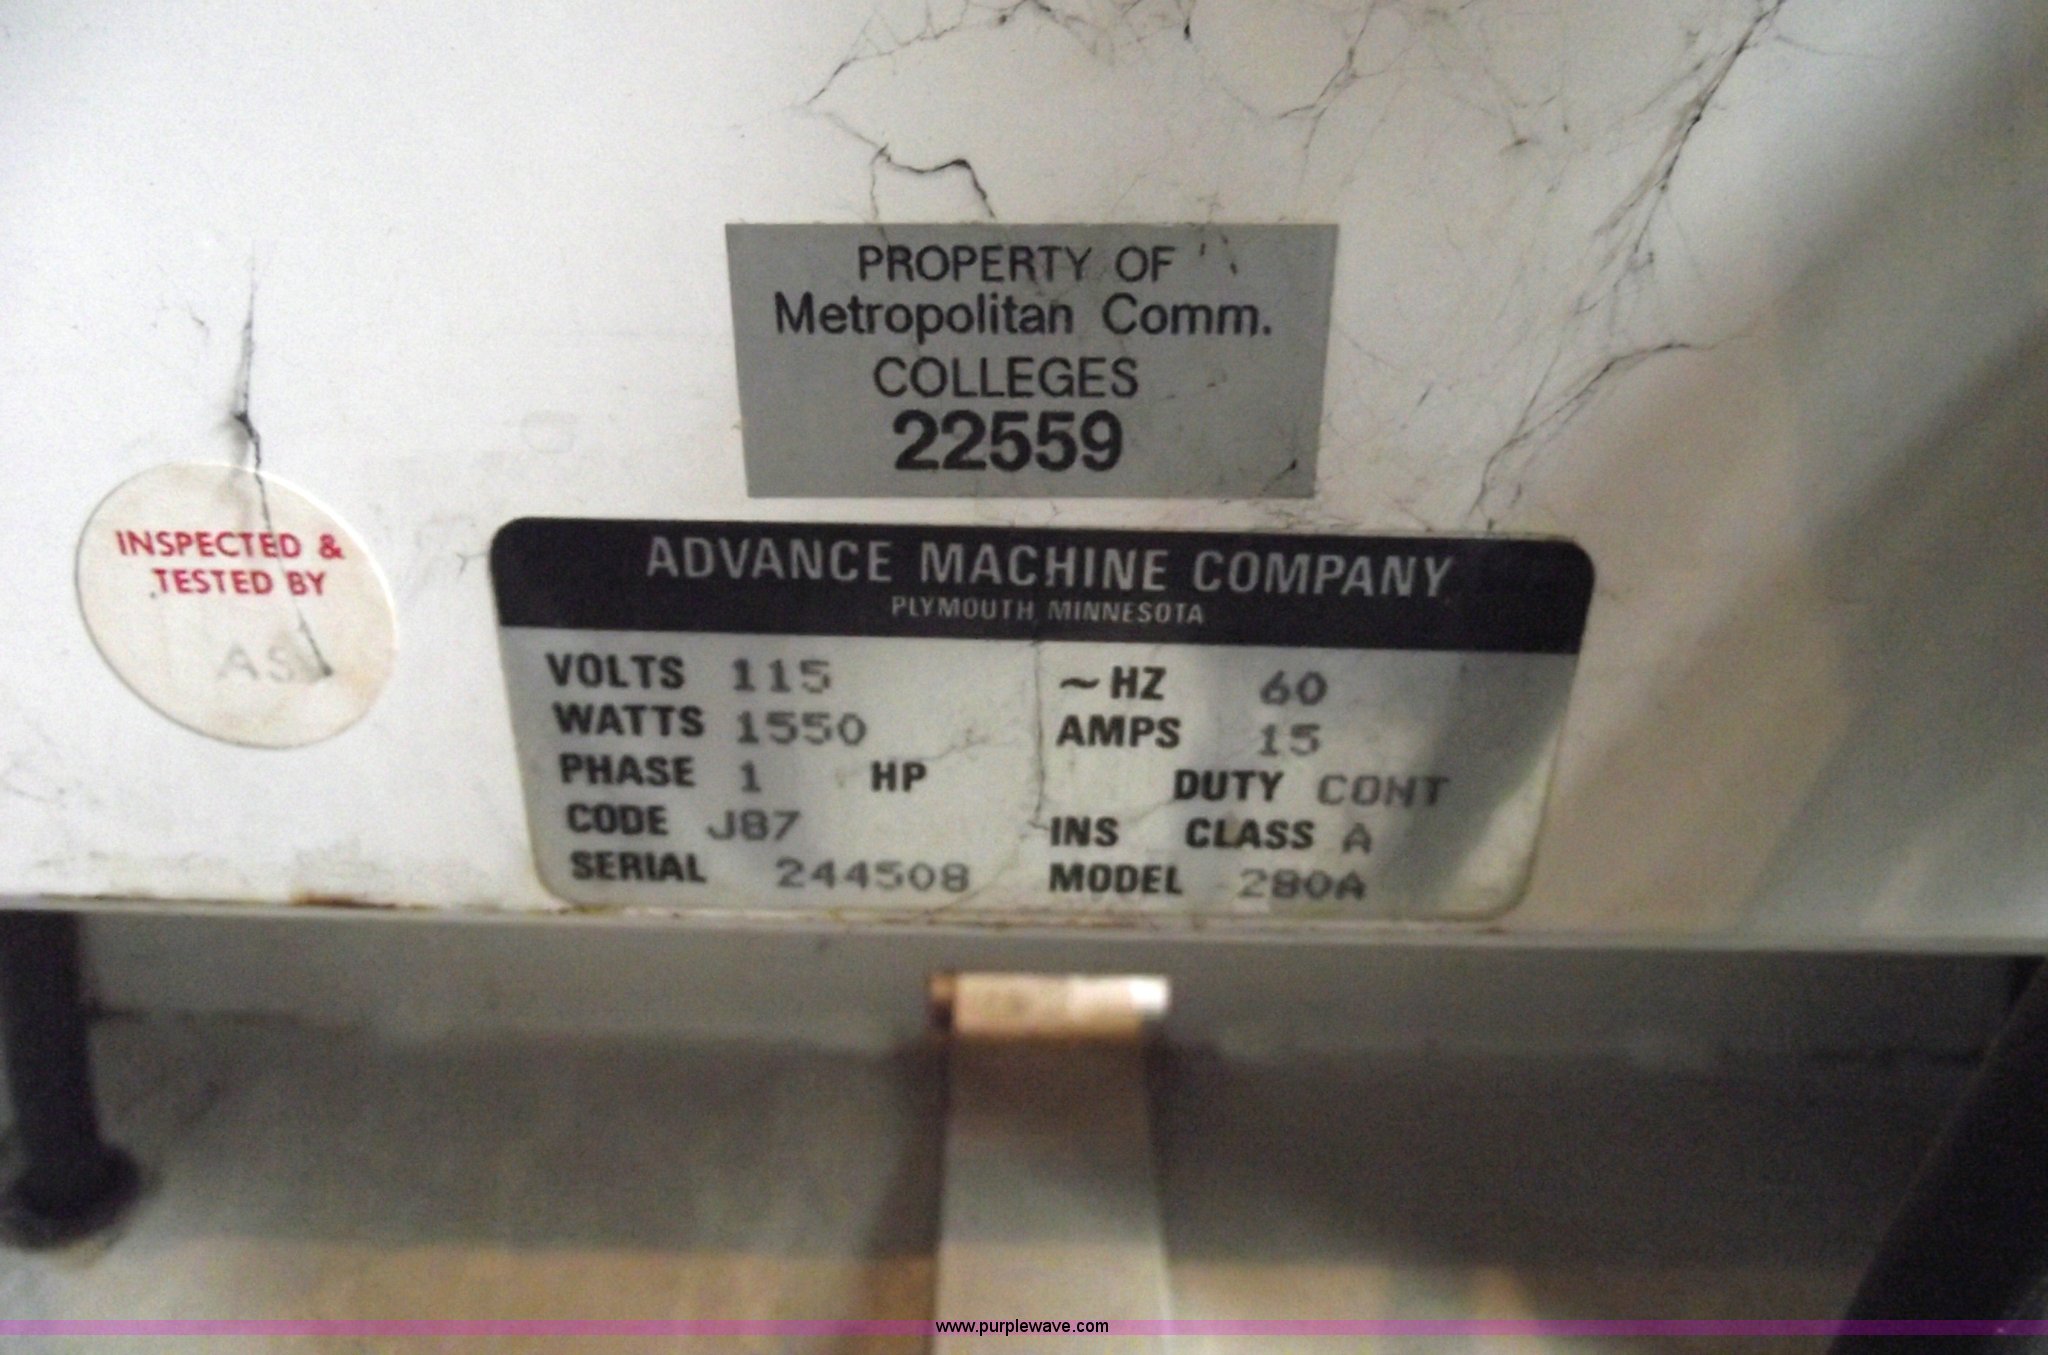 PROPERTY OF
Metropolitan Comm.
COLLEGES
22559
INSPECTED &
TESTED BY
AS
ADVANCE MACHINE COMPANY
PLYMOUTH, MINNESOTA
VOLTS 115 ~HZ 60
WATTS 1550 AMPS 15
PHASE 1 HP DUTY CONT
CODE J87 INS CLASS A
SERIAL 244508 MODEL 280A
www.purplewave.com